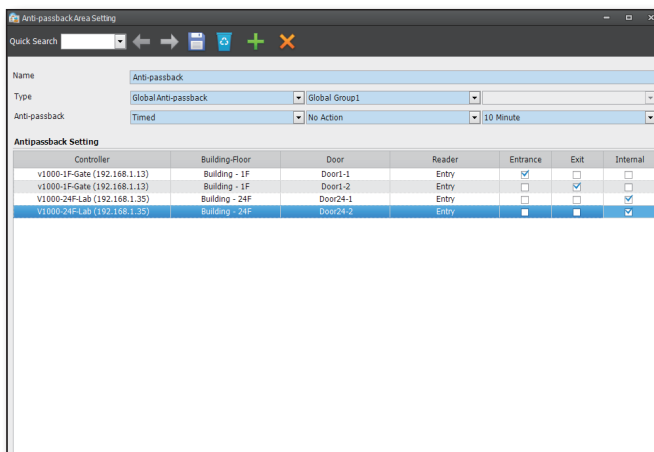 Anti-passback Area Setting
Quick Search
Name Anti-passback
Type Global Anti-passback Global Group1
Anti-passback Timed No Action 10 Minute
Antipassback Setting
Controller Building-Floor Door Reader Entrance Exit Internal
v1000-1F-Gate (192.168.1.13) Building - 1F Door1-1 Entry
v1000-1F-Gate (192.168.1.13) Building - 1F Door1-2 Entry
V1000-24F-Lab (192.168.1.35) Building - 24F Door24-1 Entry
V1000-24F-Lab (192.168.1.35) Building - 24F Door24-2 Entry